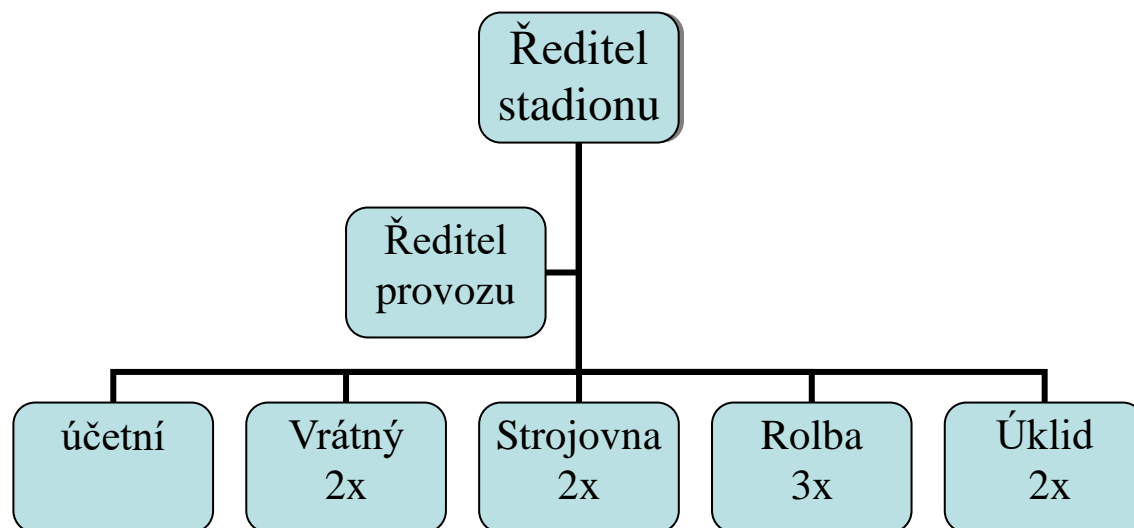 Ředitel
stadionu
Ředitel
provozu
účetní
Vrátný
2x
Strojovna
2x
Rolba
3x
Úklid
2x